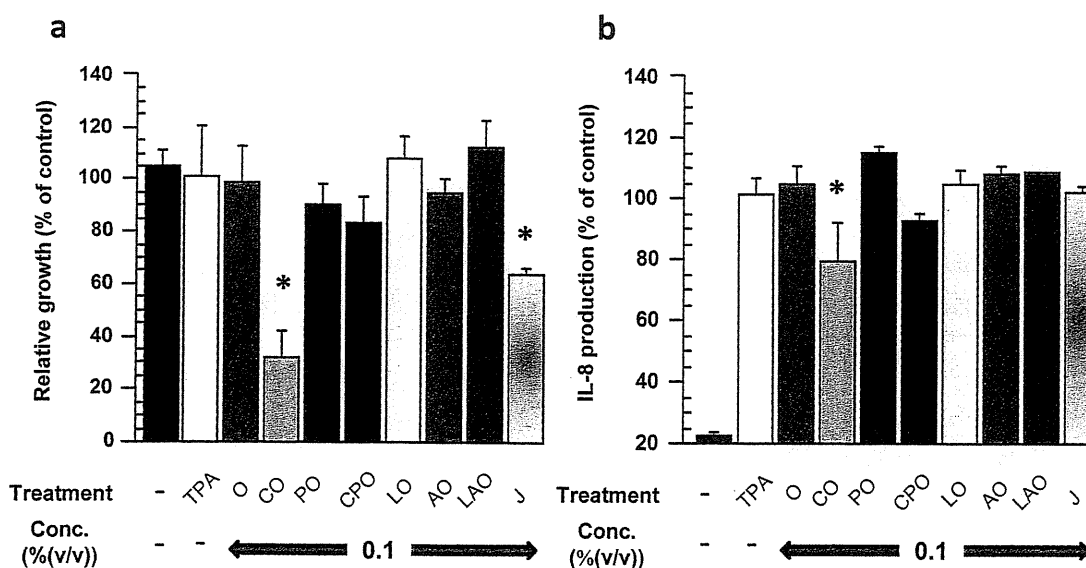 a
Relative growth (% of control)
140
120
100
80
60
40
20
0
*
*
Treatment - TPA O CO PO CPO LO AO LAO J
Conc.
(%(v/v)) - - 0.1
b
IL-8 production (% of control)
140
120
100
80
60
40
20
*
Treatment - TPA O CO PO CPO LO AO LAO J
Conc.
(%(v/v)) - - 0.1